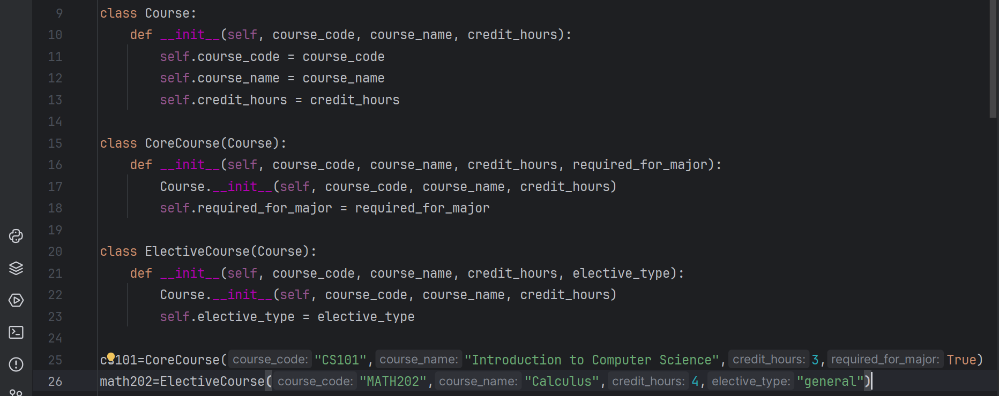 9 class Course:
10     def __init__(self, course_code, course_name, credit_hours):
11         self.course_code = course_code
12         self.course_name = course_name
13         self.credit_hours = credit_hours
14
15 class CoreCourse(Course):
16     def __init__(self, course_code, course_name, credit_hours, required_for_major):
17         Course.__init__(self, course_code, course_name, credit_hours)
18         self.required_for_major = required_for_major
19
20 class ElectiveCourse(Course):
21     def __init__(self, course_code, course_name, credit_hours, elective_type):
22         Course.__init__(self, course_code, course_name, credit_hours)
23         self.elective_type = elective_type
24
25 cs101=CoreCourse( course_code: "CS101", course_name: "Introduction to Computer Science", credit_hours: 3, required_for_major: True)
26 math202=ElectiveCourse( course_code: "MATH202", course_name: "Calculus", credit_hours: 4, elective_type: "general")